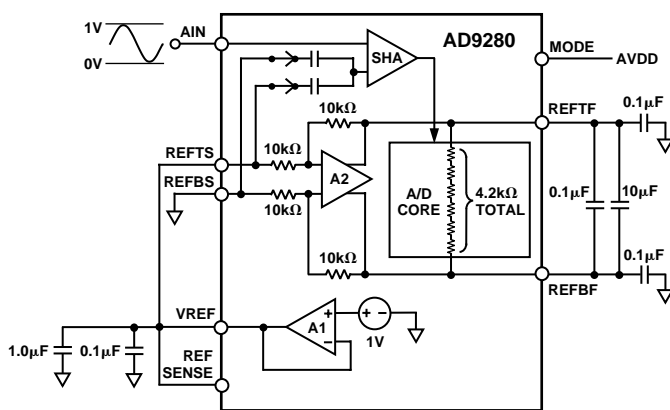 1V
0V
AIN
SHA
AD9280
MODE
AVDD
10kΩ
REFTF
0.1µF
REFTS
10kΩ
REFBS
10kΩ
A2
A/D
CORE
4.2kΩ
TOTAL
0.1µF
10µF
10kΩ
0.1µF
REFBF
VREF
A1
+
−
+ −
1V
1.0µF
0.1µF
REF
SENSE